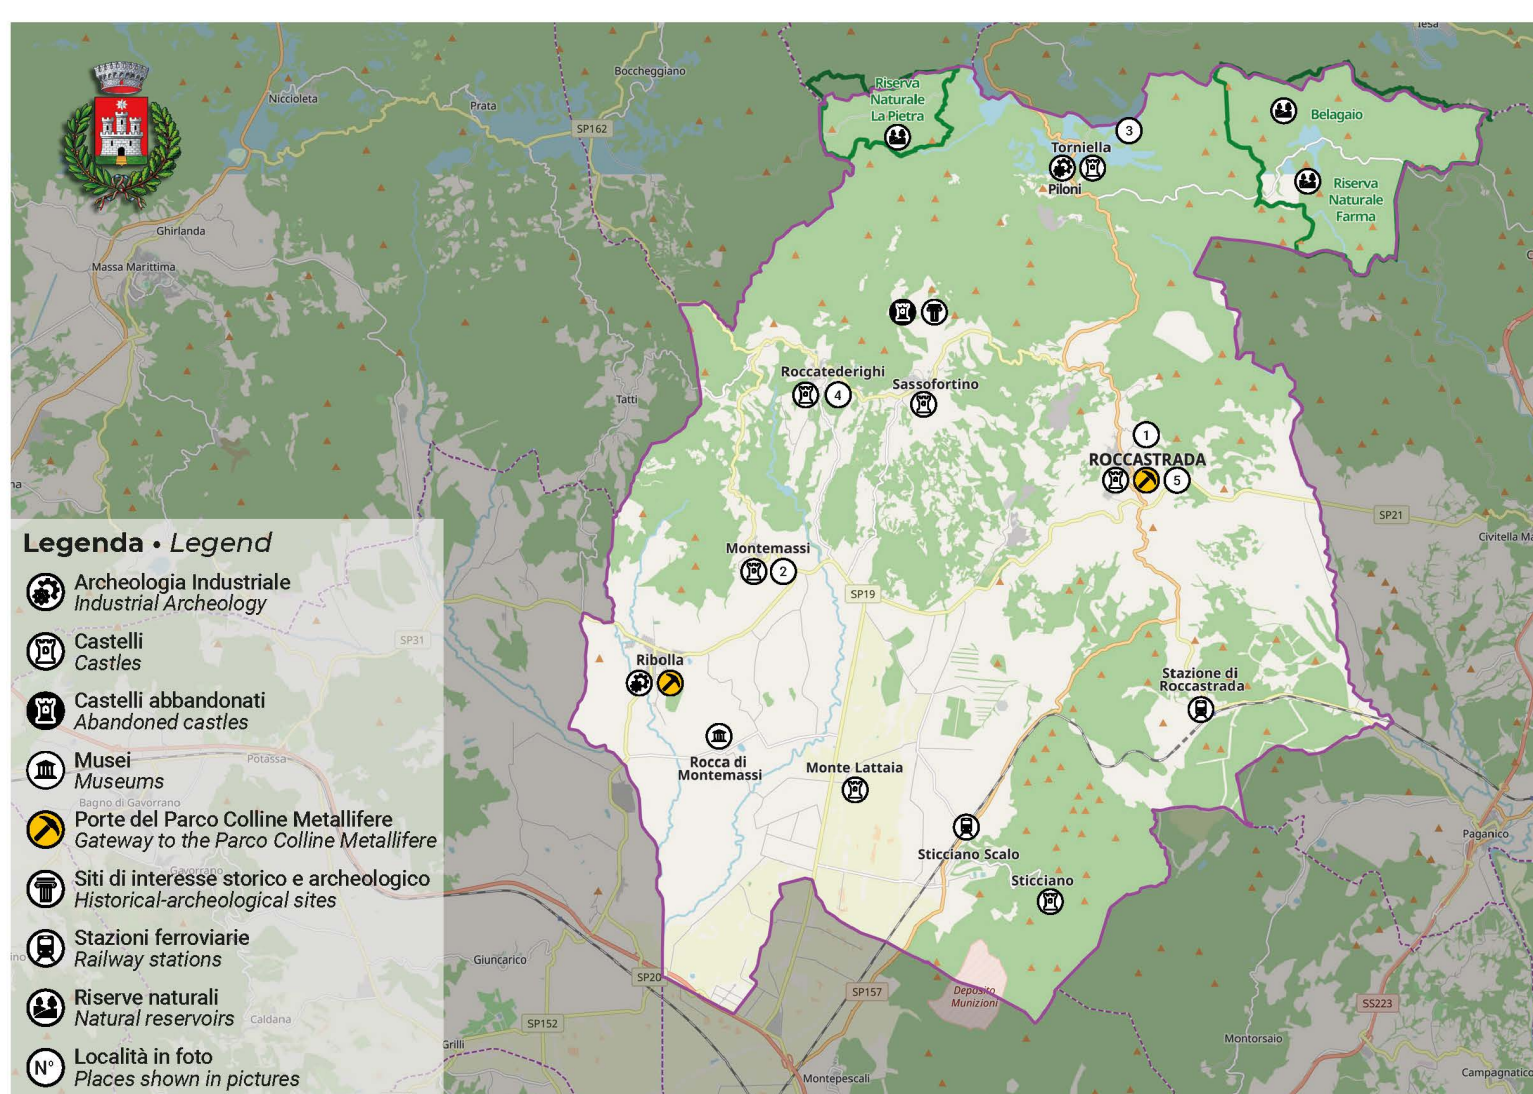 Iesa
Boccheggiano
Niccioleta
Prata
SP162
Riserva
Naturale
La Pietra
Belagaio
3
Torniella
Piloni
Riserva
Naturale
Farma
Ghirlanda
Massa Marittima
Roccatederighi
4
Sassofortino
Tatti
1
ROCCASTRADA
5
SP21
Civitella Ma
Montemassi
2
SP19
Legenda • Legend
Archeologia Industriale
Industrial Archeology
Castelli
Castles
Castelli abbandonati
Abandoned castles
Musei
Museums
Porte del Parco Colline Metallifere
Gateway to the Parco Colline Metallifere
Siti di interesse storico e archeologico
Historical-archeological sites
Stazioni ferroviarie
Railway stations
Riserve naturali
Natural reservoirs
N°
Località in foto
Places shown in pictures
SP31
Potassa
Bagno di Gavorrano
Gavorrano
Caldana
Ribolla
Stazione di
Roccastrada
Rocca di
Montemassi
Monte Lattaia
Sticciano Scalo
Sticciano
Paganico
Giuncarico
SP20
SP157
Deposito
Munizioni
SS223
SP152
Grilli
Montorsaio
Montepescali
Campagnatico